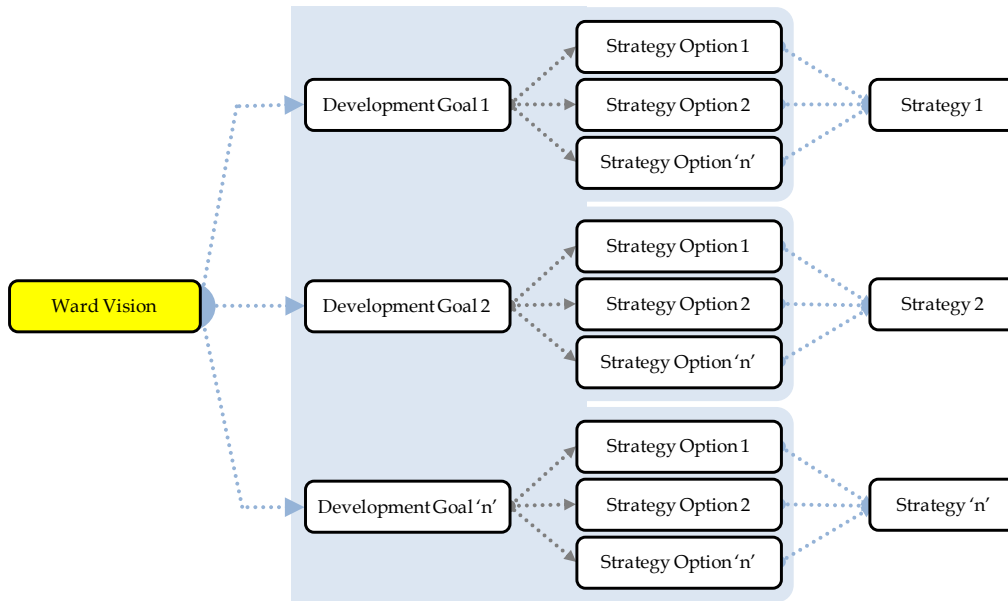 Ward Vision
Development Goal 1
Strategy Option 1
Strategy Option 2
Strategy Option ‘n’
Strategy 1
Development Goal 2
Strategy Option 1
Strategy Option 2
Strategy Option ‘n’
Strategy 2
Development Goal ‘n’
Strategy Option 1
Strategy Option 2
Strategy Option ‘n’
Strategy ‘n’